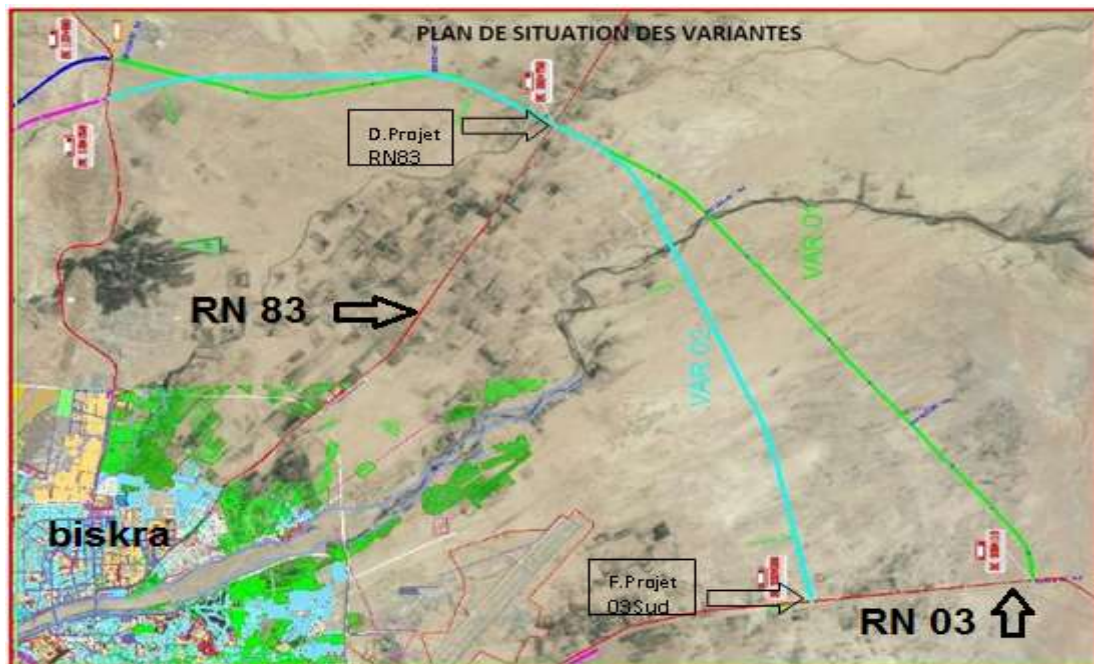 PLAN DE SITUATION DES VARIANTES
D.Projet
RN83
RN 83
VAR.01
VAR.02
biskra
F.Projet
03Sud
RN 03